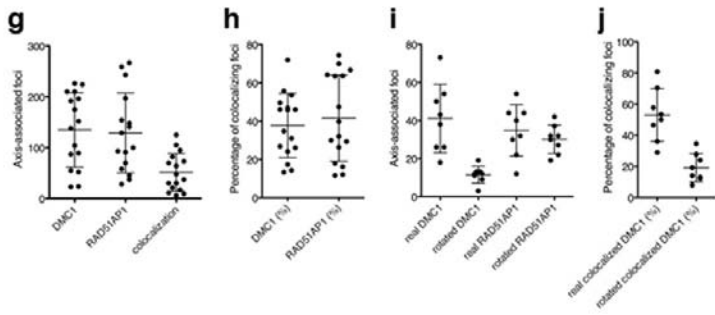 g
Axis-associated foci
300
200
100
0
DMC1
RAD51AP1
colocalization
h
Percentage of colocalizing foci
80
60
40
20
0
DMC1 (%)
RAD51AP1 (%)
i
Axis-associated foci
80
60
40
20
0
real DMC1
rotated DMC1
real RAD51AP1
rotated RAD51AP1
j
Percentage of colocalizing foci
100
80
60
40
20
0
real colocalized DMC1 (%)
rotated colocalized DMC1 (%)